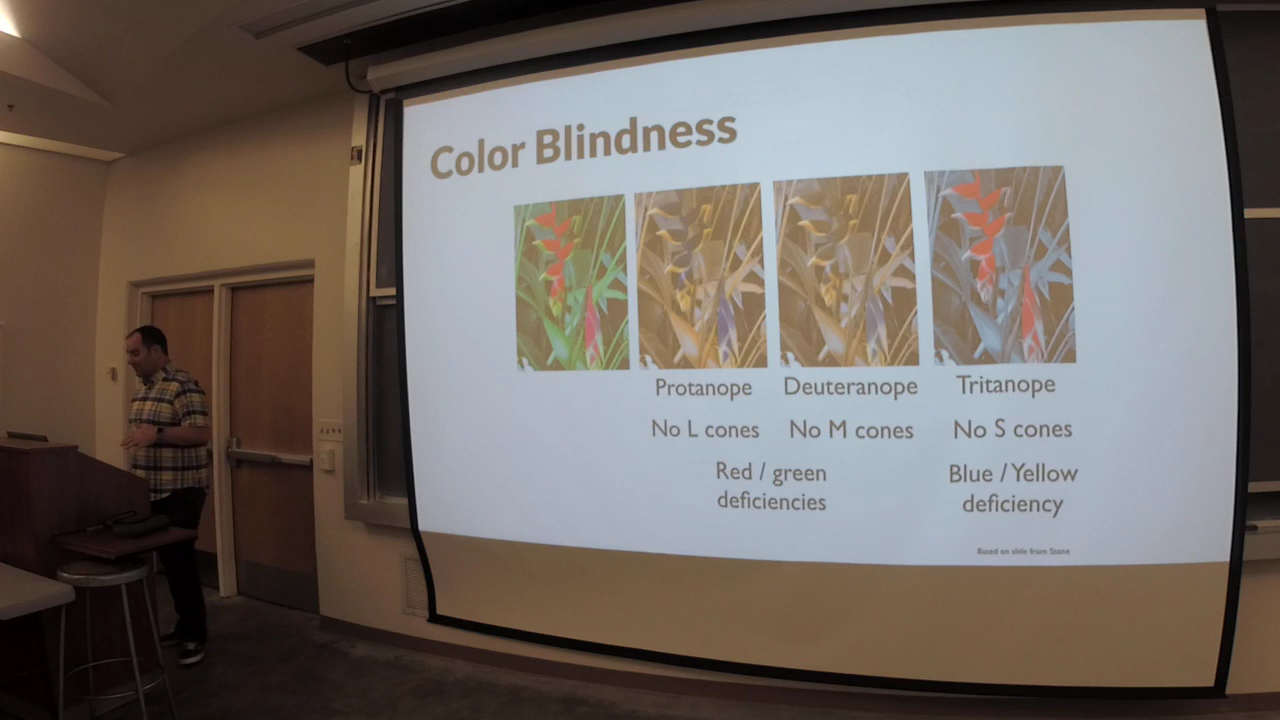 Color Blindness
Protanope Deuteranope Tritanope
No L cones No M cones No S cones
Red / green
deficiencies
Blue / Yellow
deficiency
Based on slide from Stone